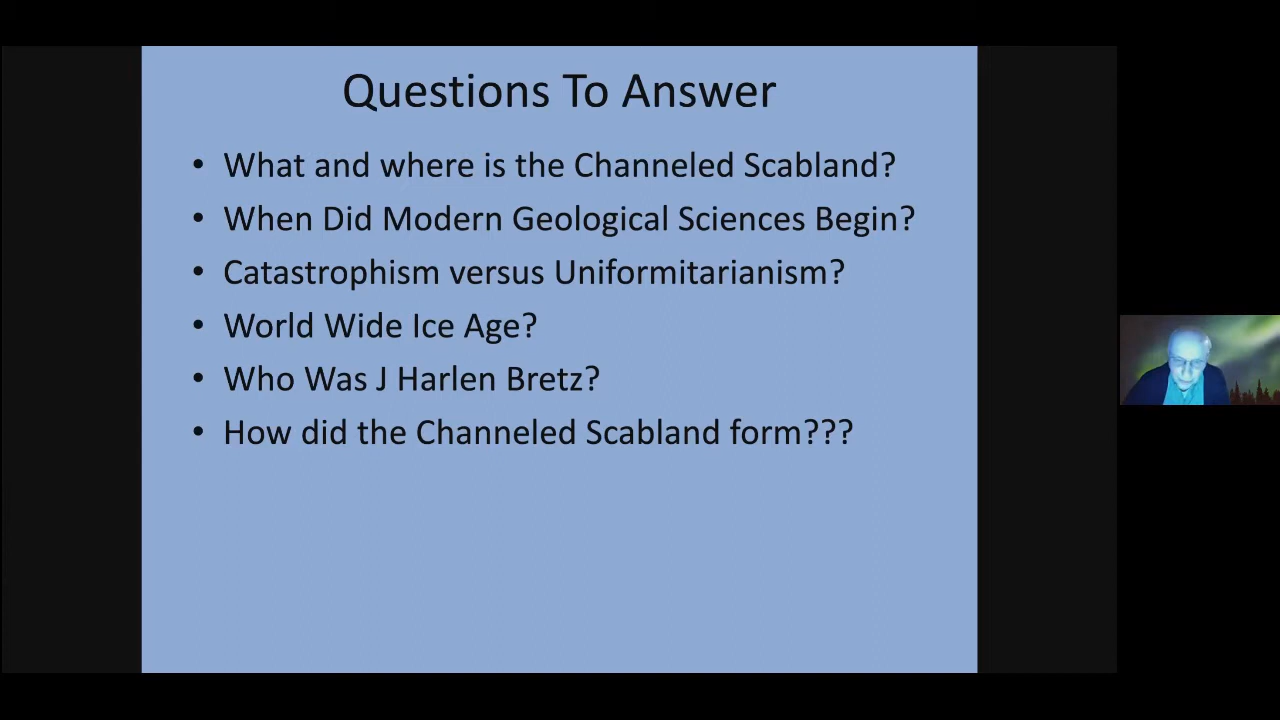 Questions To Answer
• What and where is the Channeled Scabland?
• When Did Modern Geological Sciences Begin?
• Catastrophism versus Uniformitarianism?
• World Wide Ice Age?
• Who Was J Harlen Bretz?
• How did the Channeled Scabland form???